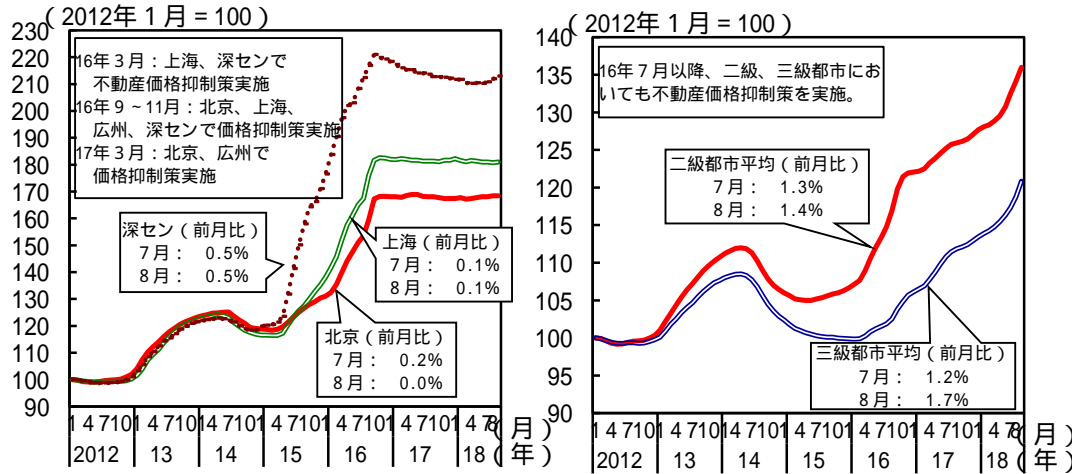 （2012年１月＝100）
230
220
210
200
190
180
170
160
150
140
130
120
110
100
90
16年３月：上海、深センで
不動産価格抑制策実施
16年９~11月：北京、上海、
広州、深センで価格抑制策実施
17年３月：北京、広州で
価格抑制策実施
深セン（前月比）
７月： 0.5%
８月： 0.5%
上海（前月比）
７月： 0.1%
８月： 0.1%
北京（前月比）
７月： 0.2%
８月： 0.0%
1 4 7 10 1 4 7 10 1 4 7 10 1 4 7 10 1 4 7 10 1 4 7 10 1 4 7 8（月）
2012 13 14 15 16 17 18（年）
（2012年１月＝100）
140
135
130
125
120
115
110
105
100
95
90
16年７月以降、二級、三級都市にお
いても不動産価格抑制策を実施。
二級都市平均（前月比）
７月： 1.3%
８月： 1.4%
三級都市平均（前月比）
７月： 1.2%
８月： 1.7%
1 4 7 10 1 4 7 10 1 4 7 10 1 4 7 10 1 4 7 10 1 4 7 10 1 4 7 8（月）
2012 13 14 15 16 17 18（年）